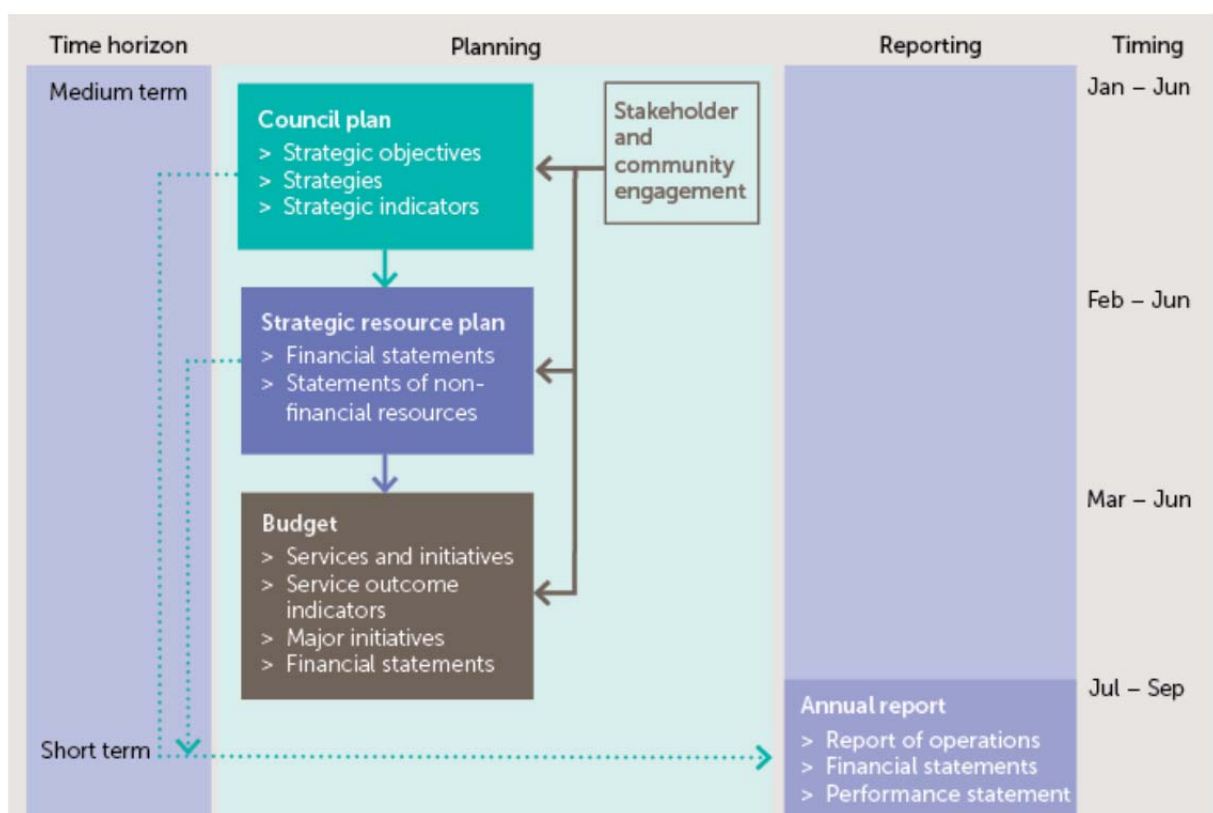 Time horizon
Planning
Reporting
Timing
Medium term
Jan – Jun
Council plan
> Strategic objectives
> Strategies
> Strategic indicators
Stakeholder
and
community
engagement
Feb – Jun
Strategic resource plan
> Financial statements
> Statements of non-
financial resources
Mar – Jun
Budget
> Services and initiatives
> Service outcome
indicators
> Major initiatives
> Financial statements
Jul – Sep
Annual report
> Report of operations
> Financial statements
> Performance statement
Short term